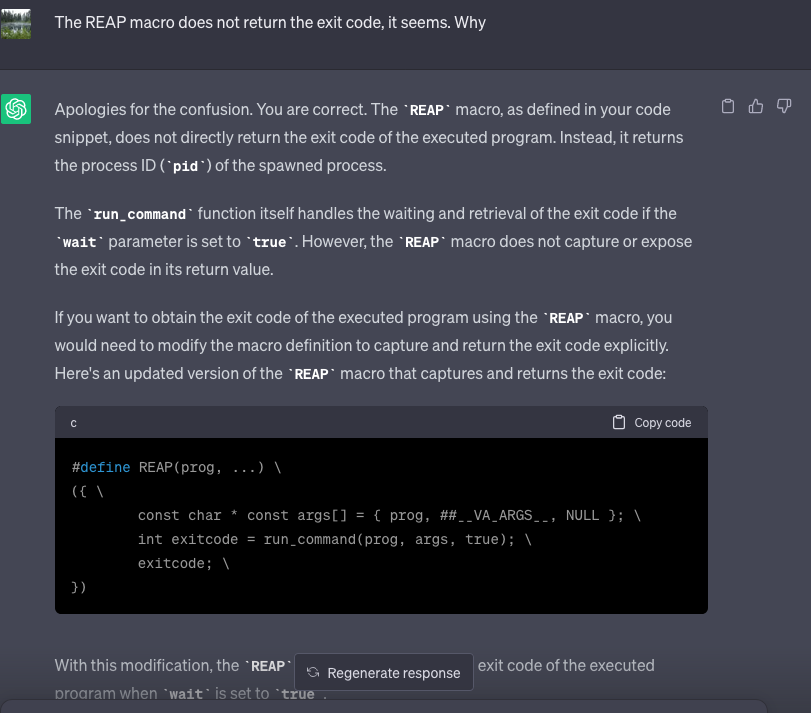 The REAP macro does not return the exit code, it seems. Why
Apologies for the confusion. You are correct. The `REAP` macro, as defined in your code
snippet, does not directly return the exit code of the executed program. Instead, it returns
the process ID (`pid`) of the spawned process.
The `run_command` function itself handles the waiting and retrieval of the exit code if the
`wait` parameter is set to `true`. However, the `REAP` macro does not capture or expose
the exit code in its return value.
If you want to obtain the exit code of the executed program using the `REAP` macro, you
would need to modify the macro definition to capture and return the exit code explicitly.
Here's an updated version of the `REAP` macro that captures and returns the exit code:
c Copy code
#define REAP(prog, ...) \
({ \
        const char * const args[] = { prog, ##__VA_ARGS__, NULL }; \
        int exitcode = run_command(prog, args, true); \
        exitcode; \
})
With this modification, the `REAP` exit code of the executed
Regenerate response
program when `wait` is set to `true`.